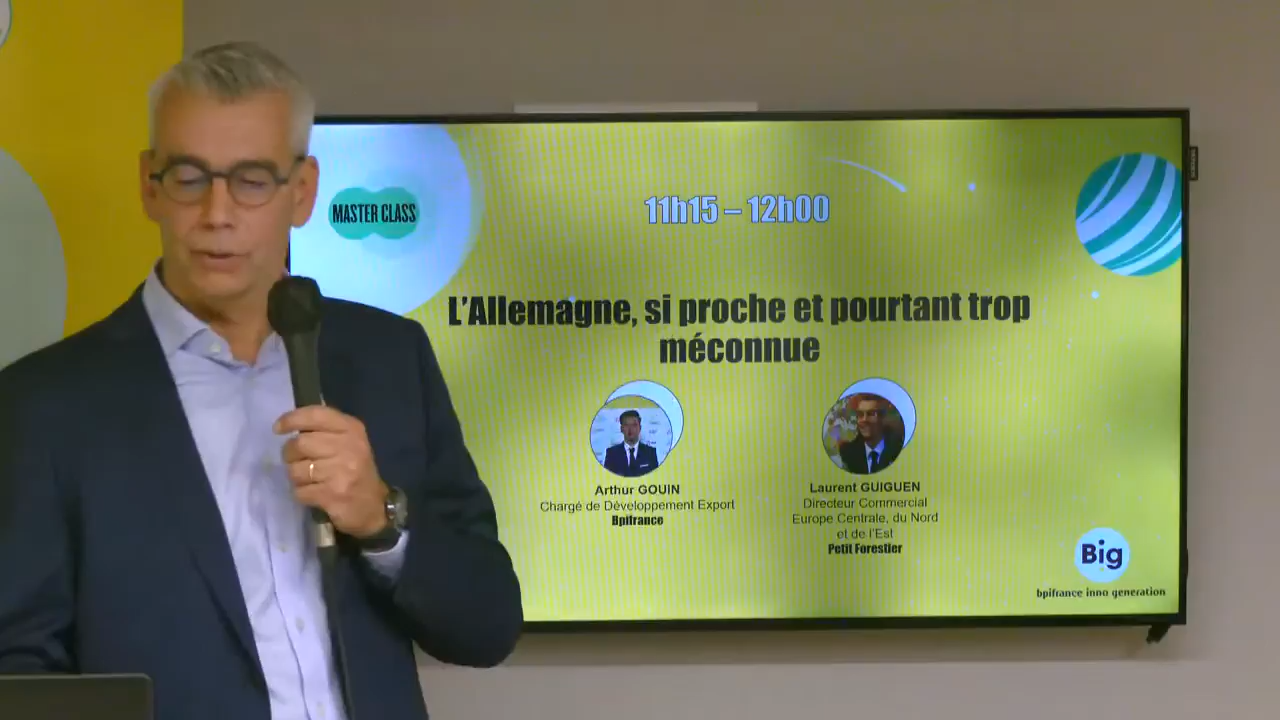 MASTER CLASS
11h15 – 12h00
L'Allemagne, si proche et pourtant trop
méconnue
Arthur GOUIN
Chargé de Développement Export
Bpifrance
Laurent GUIGUEN
Directeur Commercial
Europe Centrale, du Nord
et de l'Est
Petit Forestier
Big
bpifrance inno generation